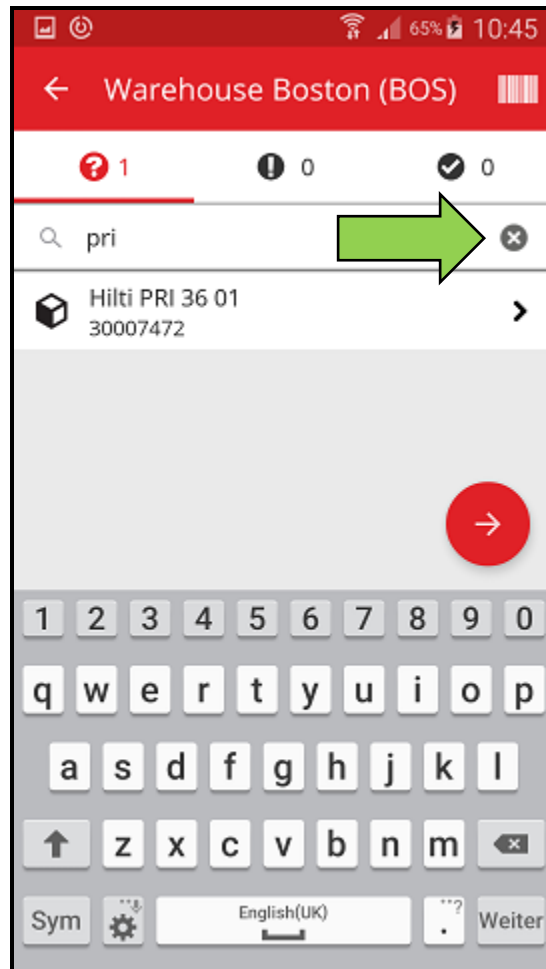 65% 10:45
Warehouse Boston (BOS)
1 0 0
pri
Hilti PRI 36 01
30007472
1 2 3 4 5 6 7 8 9 0
q w e r t y u i o p
a s d f g h j k l
z x c v b n m
Sym English(UK) . ? Weiter